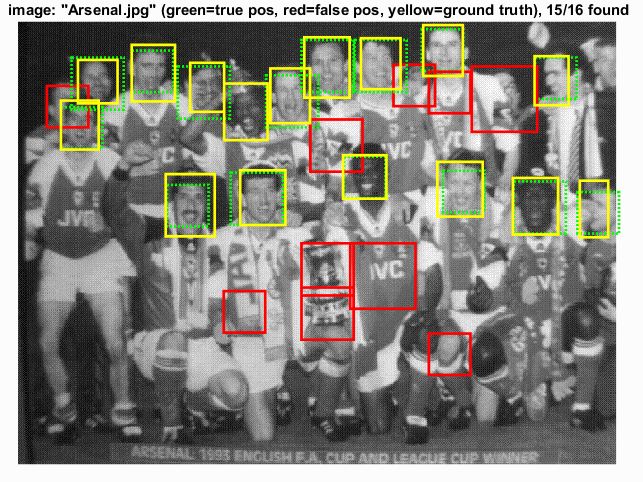 image: "Arsenal.jpg" (green=true pos, red=false pos, yellow=ground truth), 15/16 found
JVC
JVC
JVC
JVC
ARSENAL. 1993 ENGLISH F.A. CUP AND LEAGUE CUP WINNER